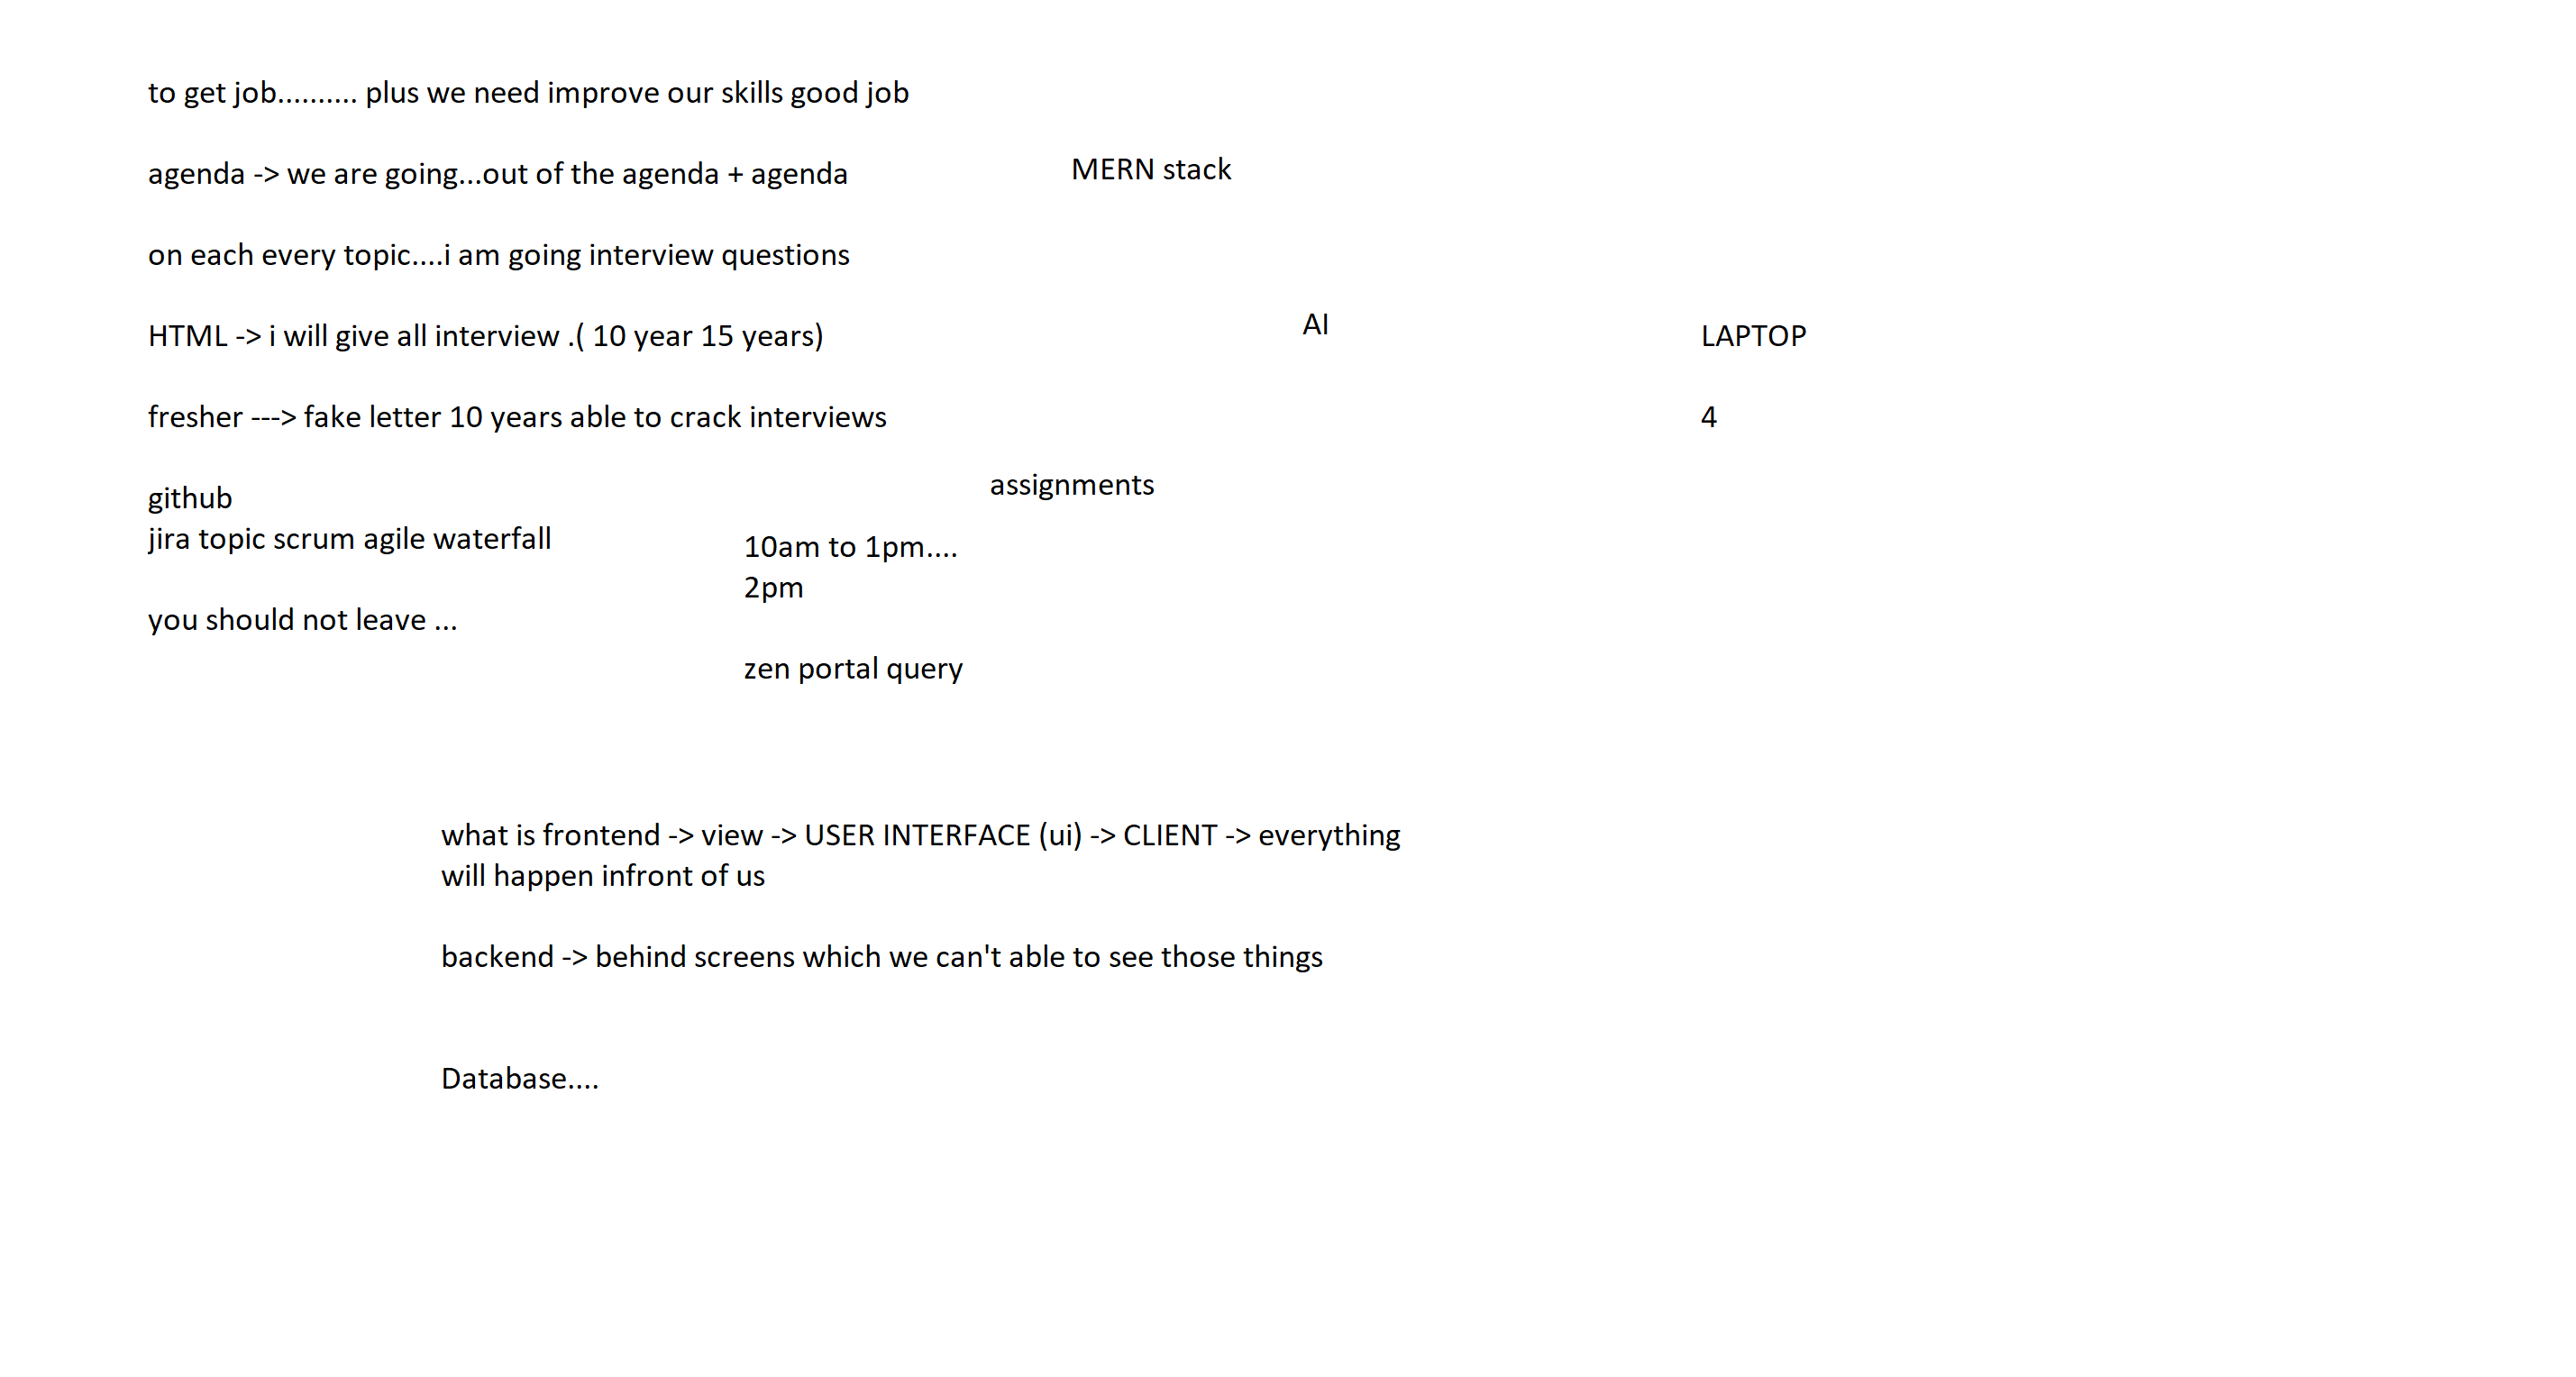 to get job.......... plus we need improve our skills good job
agenda -> we are going...out of the agenda + agenda
MERN stack
on each every topic....i am going interview questions
HTML -> i will give all interview .( 10 year 15 years)
AI
LAPTOP
fresher ---> fake letter 10 years able to crack interviews
4
github
assignments
jira topic scrum agile waterfall
10am to 1pm....
2pm
you should not leave ...
zen portal query
what is frontend -> view -> USER INTERFACE (ui) -> CLIENT -> everything
will happen infront of us
backend -> behind screens which we can't able to see those things
Database....